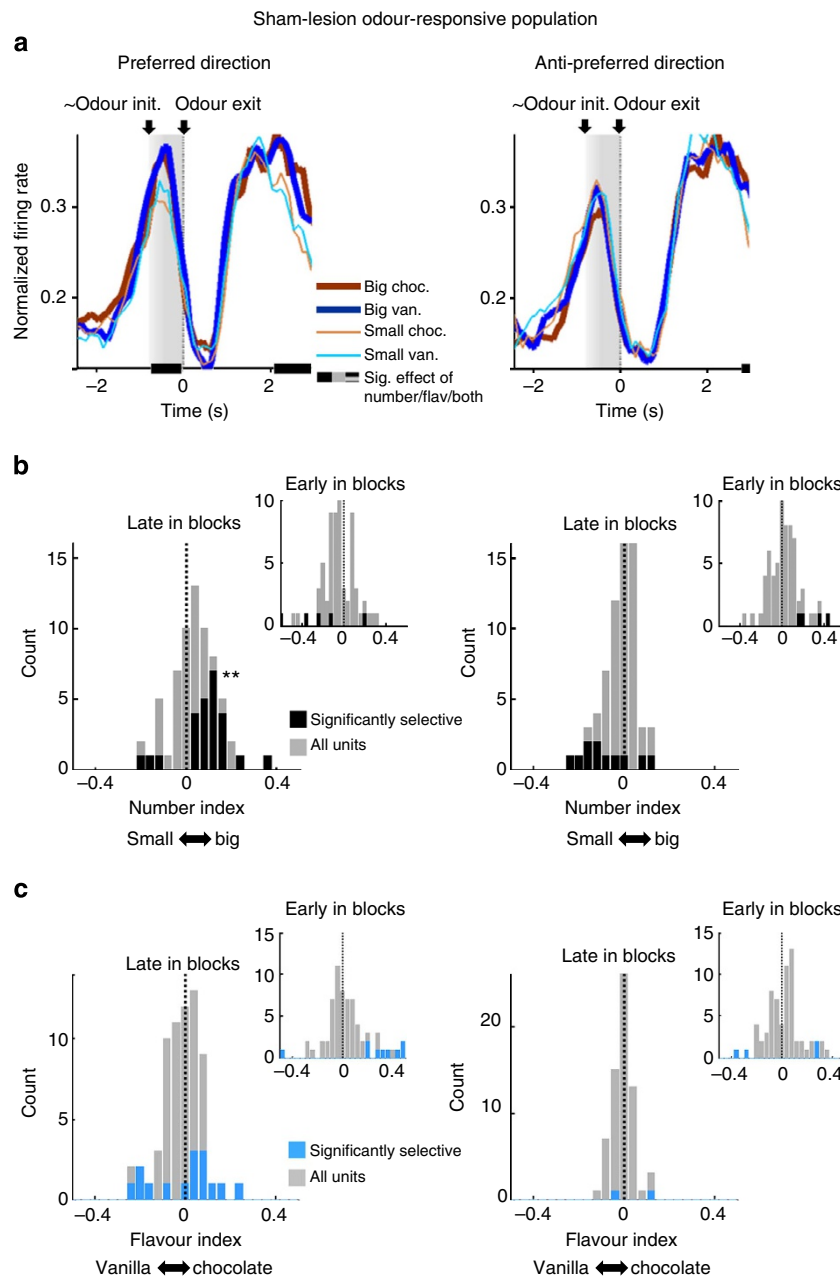 Sham-lesion odour-responsive population
a
Preferred direction
Anti-preferred direction
~Odour init. Odour exit
~Odour init. Odour exit
Normalized firing rate
0.3
0.2
0.3
0.2
Big choc.
Big van.
Small choc.
Small van.
Sig. effect of
number/flav/both
−2 0 2
Time (s)
−2 0 2
Time (s)
b
Late in blocks
Early in blocks
10
5
0
−0.4 0 0.4
Count
15
10
5
0
**
Significantly selective
All units
−0.4 0 0.4
Number index
Small big
Late in blocks
Early in blocks
10
5
0
−0.4 0 0.4
Count
15
10
5
0
−0.4 0 0.4
Number index
Small big
c
Late in blocks
Early in blocks
15
10
5
0
−0.4 0 0.4
Count
10
5
0
Significantly selective
All units
−0.4 0 0.4
Flavour index
Vanilla chocolate
Late in blocks
Early in blocks
15
10
5
0
−0.4 0 0.4
Count
20
10
0
−0.4 0 0.4
Flavour index
Vanilla chocolate